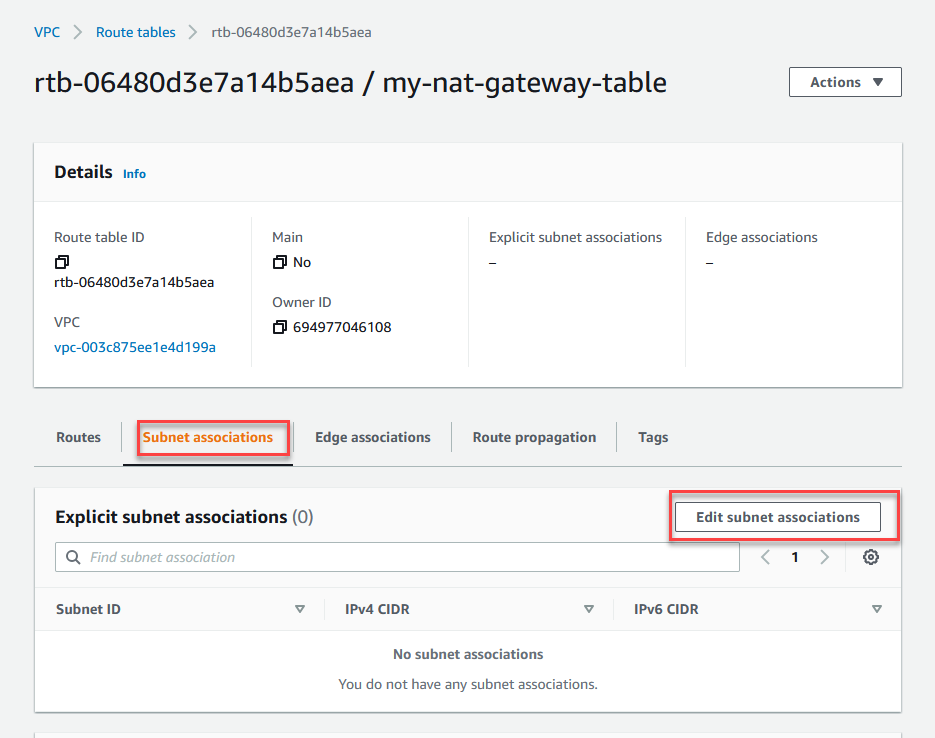 VPC > Route tables > rtb-06480d3e7a14b5aea
rtb-06480d3e7a14b5aea / my-nat-gateway-table
Actions
Details Info
Route table ID
rtb-06480d3e7a14b5aea
VPC
vpc-003c875ee1e4d199a
Main
No
Owner ID
694977046108
Explicit subnet associations
–
Edge associations
–
Routes Subnet associations Edge associations Route propagation Tags
Explicit subnet associations (0)
Edit subnet associations
Find subnet association
1
Subnet ID IPv4 CIDR IPv6 CIDR
No subnet associations
You do not have any subnet associations.